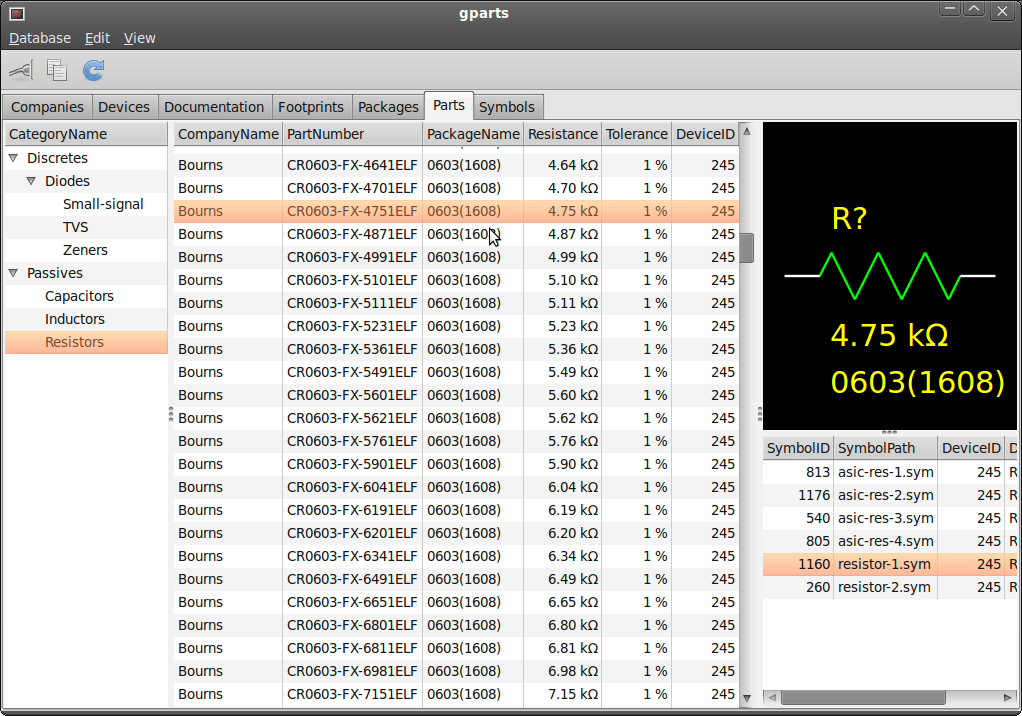 gparts
Database Edit View
Companies Devices Documentation Footprints Packages Parts Symbols
CategoryName
Discretes
Diodes
Small-signal
TVS
Zeners
Passives
Capacitors
Inductors
Resistors
CompanyName PartNumber PackageName Resistance Tolerance DeviceID
Bourns CR0603-FX-4641ELF 0603(1608) 4.64 kΩ 1 % 245
Bourns CR0603-FX-4701ELF 0603(1608) 4.70 kΩ 1 % 245
Bourns CR0603-FX-4751ELF 0603(1608) 4.75 kΩ 1 % 245
Bourns CR0603-FX-4871ELF 0603(1608) 4.87 kΩ 1 % 245
Bourns CR0603-FX-4991ELF 0603(1608) 4.99 kΩ 1 % 245
Bourns CR0603-FX-5101ELF 0603(1608) 5.10 kΩ 1 % 245
Bourns CR0603-FX-5111ELF 0603(1608) 5.11 kΩ 1 % 245
Bourns CR0603-FX-5231ELF 0603(1608) 5.23 kΩ 1 % 245
Bourns CR0603-FX-5361ELF 0603(1608) 5.36 kΩ 1 % 245
Bourns CR0603-FX-5491ELF 0603(1608) 5.49 kΩ 1 % 245
Bourns CR0603-FX-5601ELF 0603(1608) 5.60 kΩ 1 % 245
Bourns CR0603-FX-5621ELF 0603(1608) 5.62 kΩ 1 % 245
Bourns CR0603-FX-5761ELF 0603(1608) 5.76 kΩ 1 % 245
Bourns CR0603-FX-5901ELF 0603(1608) 5.90 kΩ 1 % 245
Bourns CR0603-FX-6041ELF 0603(1608) 6.04 kΩ 1 % 245
Bourns CR0603-FX-6191ELF 0603(1608) 6.19 kΩ 1 % 245
Bourns CR0603-FX-6201ELF 0603(1608) 6.20 kΩ 1 % 245
Bourns CR0603-FX-6341ELF 0603(1608) 6.34 kΩ 1 % 245
Bourns CR0603-FX-6491ELF 0603(1608) 6.49 kΩ 1 % 245
Bourns CR0603-FX-6651ELF 0603(1608) 6.65 kΩ 1 % 245
Bourns CR0603-FX-6801ELF 0603(1608) 6.80 kΩ 1 % 245
Bourns CR0603-FX-6811ELF 0603(1608) 6.81 kΩ 1 % 245
Bourns CR0603-FX-6981ELF 0603(1608) 6.98 kΩ 1 % 245
Bourns CR0603-FX-7151ELF 0603(1608) 7.15 kΩ 1 % 245
R?
4.75 kΩ
0603(1608)
SymbolID SymbolPath DeviceID
813 asic-res-1.sym 245
1176 asic-res-2.sym 245
540 asic-res-3.sym 245
805 asic-res-4.sym 245
1160 resistor-1.sym 245
260 resistor-2.sym 245